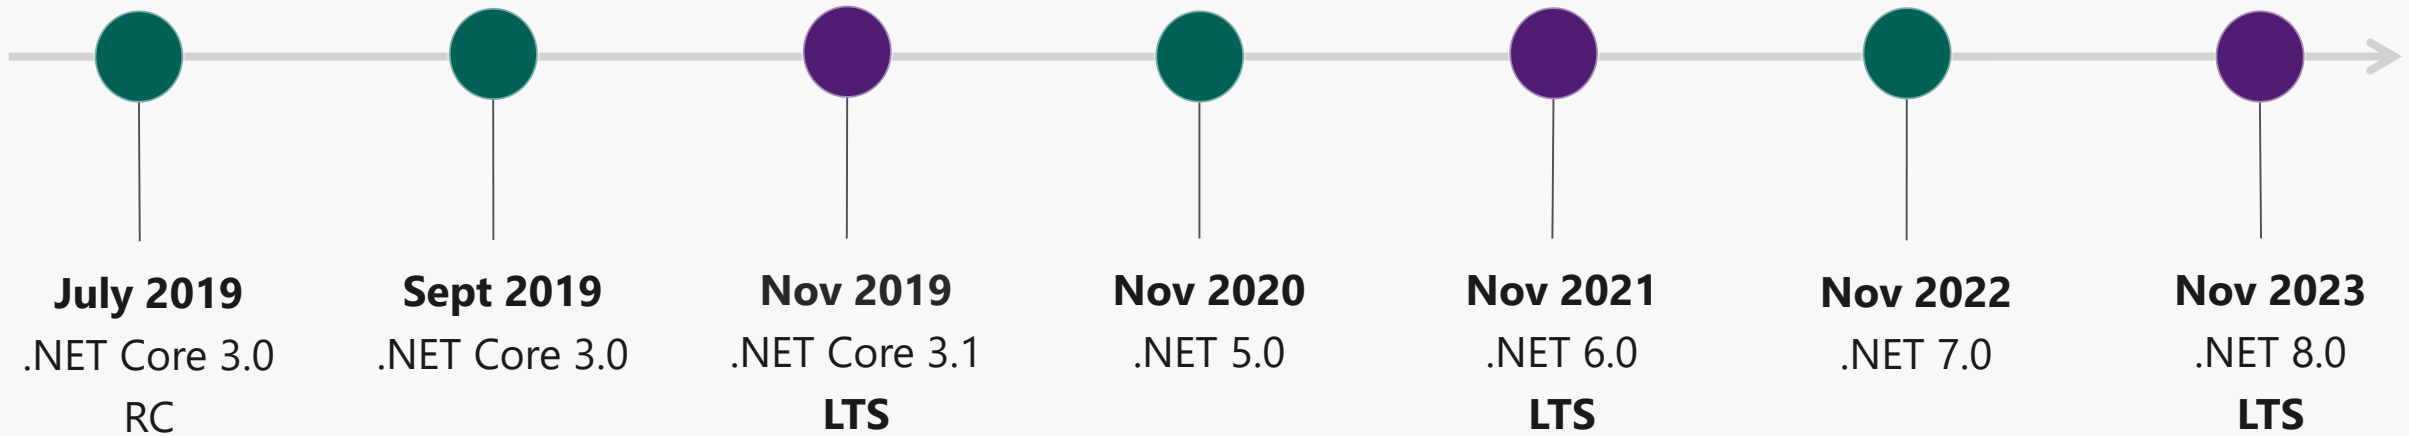 July 2019
.NET Core 3.0
RC
Sept 2019
.NET Core 3.0
Nov 2019
.NET Core 3.1
LTS
Nov 2020
.NET 5.0
Nov 2021
.NET 6.0
LTS
Nov 2022
.NET 7.0
Nov 2023
.NET 8.0
LTS